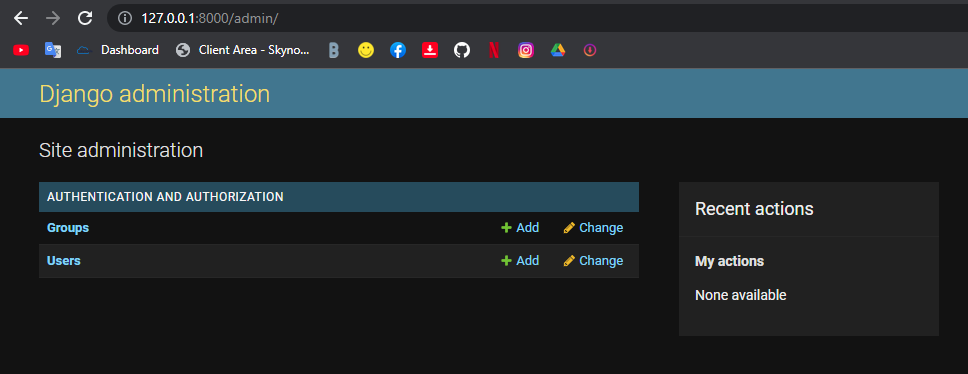 127.0.0.1:8000/admin/
Dashboard Client Area - Skyno...
Django administration
Site administration
AUTHENTICATION AND AUTHORIZATION
Groups Add Change
Users Add Change
Recent actions
My actions
None available